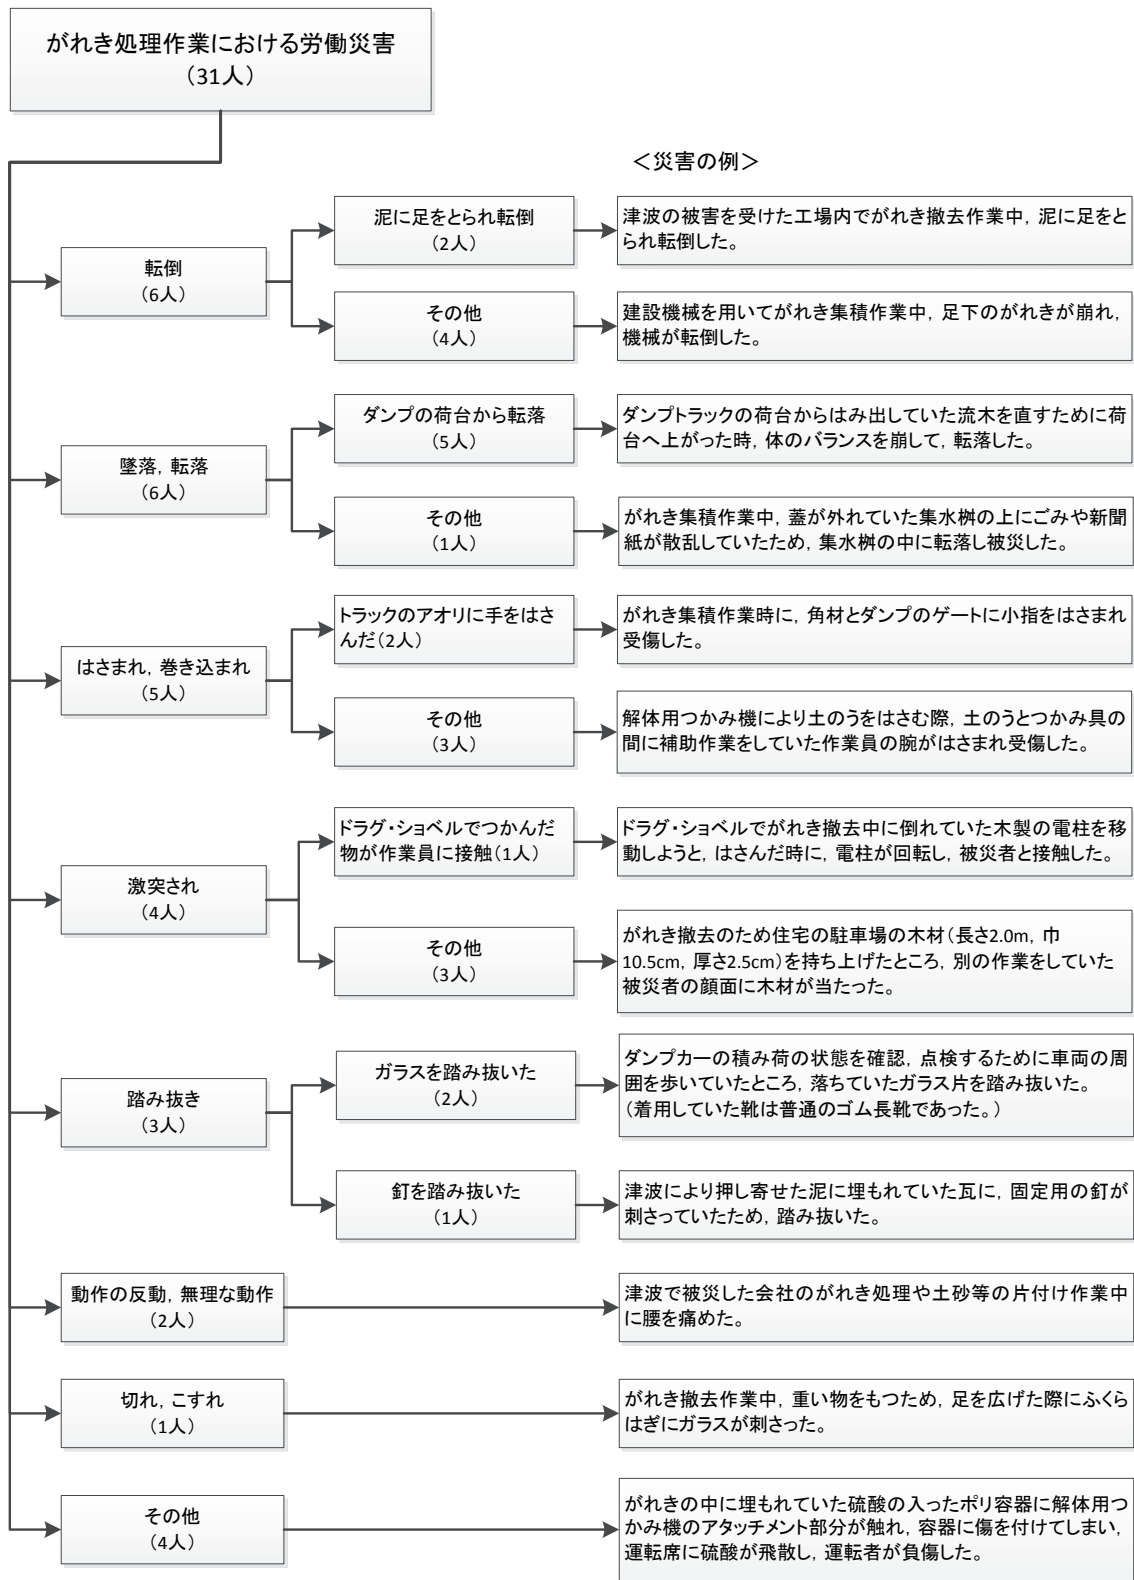 がれき処理作業における労働災害
（31人）
＜災害の例＞
転倒
（6人）
泥に足をとられ転倒
（2人）
津波の被害を受けた工場内でがれき撤去作業中，泥に足をと
られ転倒した。
その他
（4人）
建設機械を用いてがれき集積作業中，足下のがれきが崩れ，
機械が転倒した。
墜落，転落
（6人）
ダンプの荷台から転落
（5人）
ダンプトラックの荷台からはみ出していた流木を直すために荷
台へ上がった時，体のバランスを崩して，転落した。
その他
（1人）
がれき集積作業中，蓋が外れていた集水桝の上にごみや新聞
紙が散乱していたため，集水桝の中に転落し被災した。
はさまれ，巻き込まれ
（5人）
トラックのアオリに手をはさ
んだ（2人）
がれき集積作業時に，角材とダンプのゲートに小指をはさまれ
受傷した。
その他
（3人）
解体用つかみ機により土のうをはさむ際，土のうとつかみ具の
間に補助作業をしていた作業員の腕がはさまれ受傷した。
激突され
（4人）
ドラグ・ショベルでつかんだ
物が作業員に接触（1人）
ドラグ・ショベルでがれき撤去中に倒れていた木製の電柱を移
動しようと，はさんだ時に，電柱が回転し，被災者と接触した。
その他
（3人）
がれき撤去のため住宅の駐車場の木材（長さ2.0m，巾
10.5cm，厚さ2.5cm）を持ち上げたところ，別の作業をしていた
被災者の顔面に木材が当たった。
踏み抜き
（3人）
ガラスを踏み抜いた
（2人）
ダンプカーの積み荷の状態を確認，点検するために車両の周
囲を歩いていたところ，落ちていたガラス片を踏み抜いた。
（着用していた靴は普通のゴム長靴であった。）
釘を踏み抜いた
（1人）
津波により押し寄せた泥に埋もれていた瓦に，固定用の釘が
刺さっていたため，踏み抜いた。
動作の反動，無理な動作
（2人）
津波で被災した会社のがれき処理や土砂等の片付け作業中
に腰を痛めた。
切れ，こすれ
（1人）
がれき撤去作業中，重い物をもつため，足を広げた際にふくら
はぎにガラスが刺さった。
その他
（4人）
がれきの中に埋もれていた硫酸の入ったポリ容器に解体用つ
かみ機のアタッチメント部分が触れ，容器に傷を付けてしまい，
運転席に硫酸が飛散し，運転者が負傷した。